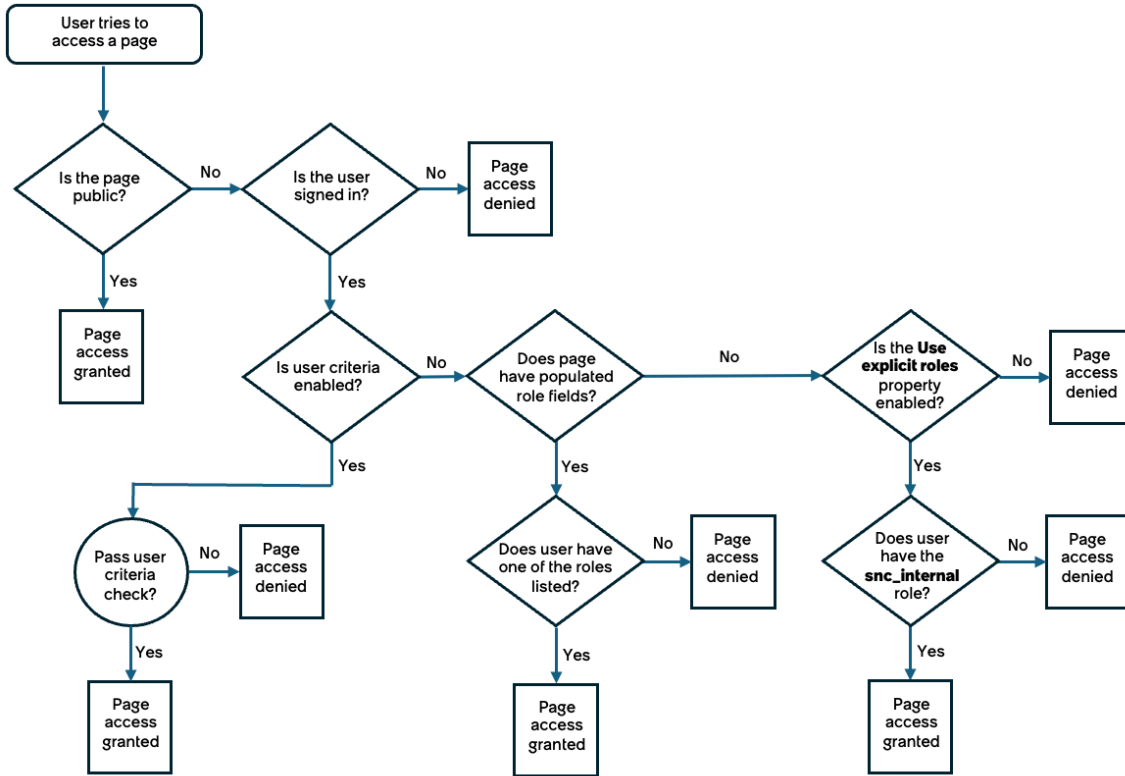 User tries to
access a page
Is the page
public?
No
Is the user
signed in?
No
Page
access
denied
Yes
Page
access
granted
Yes
Is user criteria
enabled?
No
Does page
have populated
role fields?
No
Is the Use
explicit roles
property
enabled?
No
Page
access
denied
Yes
Pass user
criteria
check?
No
Page
access
denied
Yes
Page
access
granted
Yes
Does user have
one of the roles
listed?
No
Page
access
denied
Yes
Page
access
granted
Yes
Does user
have the
snc_internal
role?
No
Page
access
denied
Yes
Page
access
granted